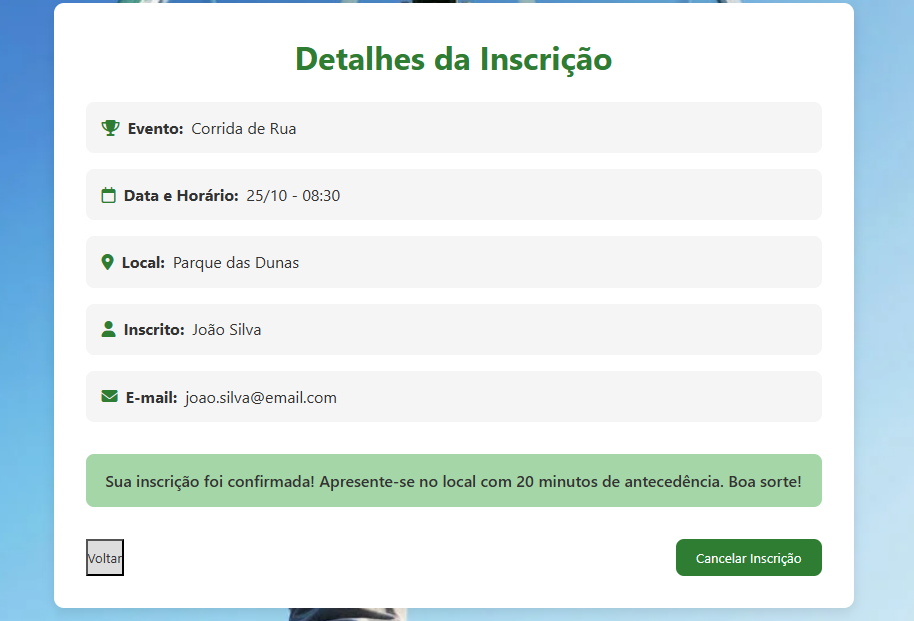 Detalhes da Inscrição
Evento: Corrida de Rua
Data e Horário: 25/10 - 08:30
Local: Parque das Dunas
Inscrito: João Silva
E-mail: joao.silva@email.com
Sua inscrição foi confirmada! Apresente-se no local com 20 minutos de antecedência. Boa sorte!
Voltar
Cancelar Inscrição